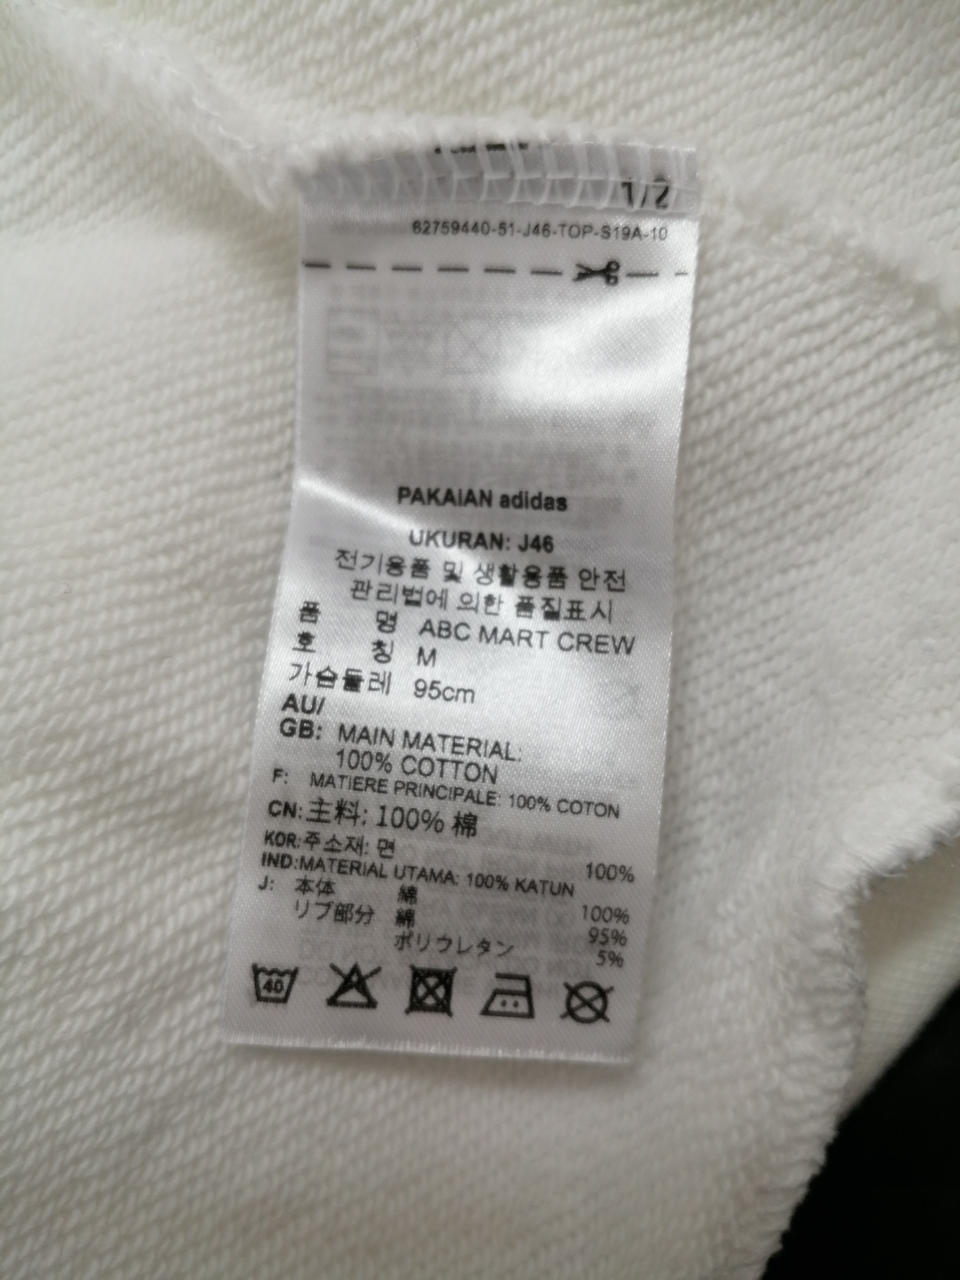 1/2
62759440-51-J46-TOP-S19A-10
PAKAIAN adidas
UKURAN: J46
전기용품 및 생활용품 안전
관리법에 의한 품질표시
품 명 ABC MART CREW
호 칭 M
가슴둘레 95cm
AU/
GB: MAIN MATERIAL:
100% COTTON
F: MATIERE PRINCIPALE: 100% COTON
CN: 主料: 100% 棉
KOR: 주소재: 면 100%
IND: MATERIAL UTAMA: 100% KATUN
J: 本体 綿 100%
リブ部分 綿 95%
ポリウレタン 5%
40